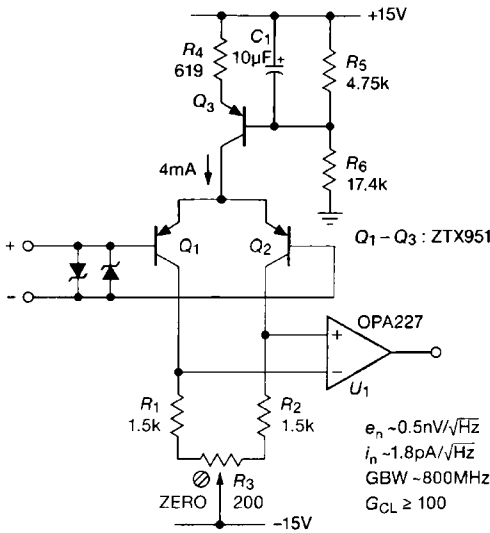 +15V
R4
619
C1
10µF +
R5
4.75k
Q3
4mA
R6
17.4k
+
Q1
Q2
Q1 – Q3 : ZTX951
–
OPA227
+
–
U1
R1
1.5k
R2
1.5k
en ~0.5nV/√Hz
in ~1.8pA/√Hz
GBW ~800MHz
GCL ≥ 100
R3
ZERO
200
–15V